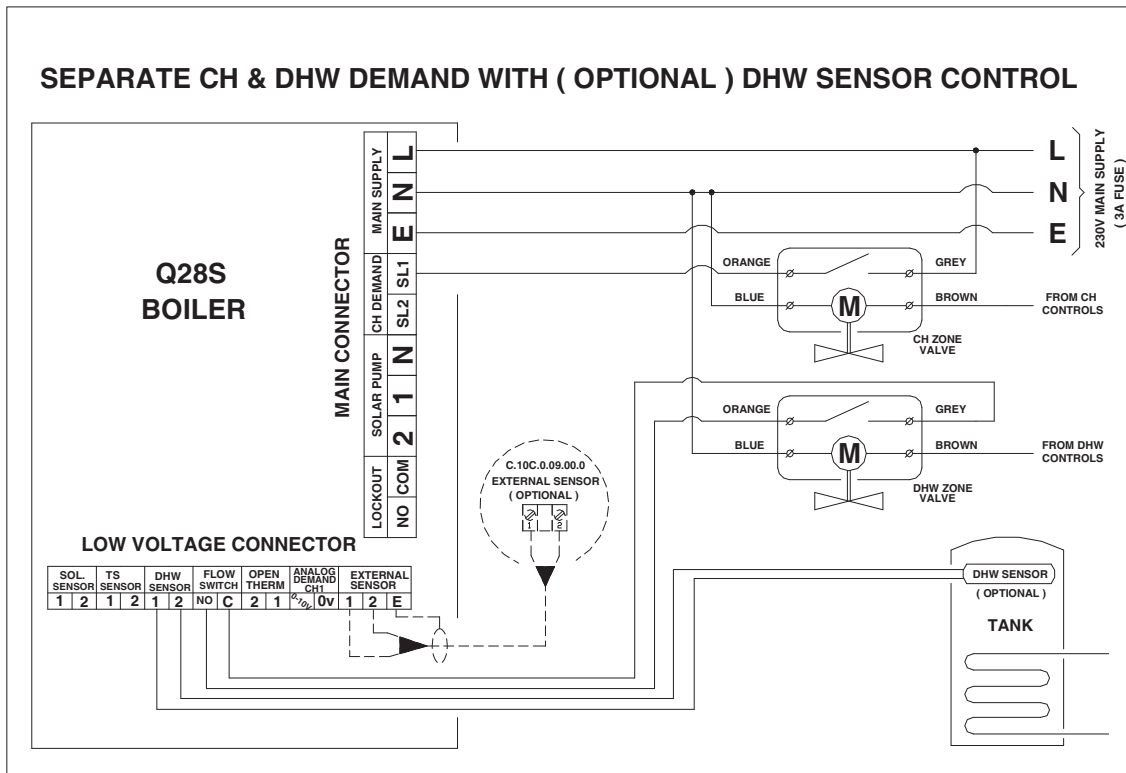 SEPARATE CH & DHW DEMAND WITH ( OPTIONAL ) DHW SENSOR CONTROL
Q28S
BOILER
MAIN CONNECTOR
MAIN SUPPLY
L
N
E
CH DEMAND
SL1
SL2
SOLAR PUMP
N
1
2
LOCKOUT
COM
NO
L
N
E
230V MAIN SUPPLY
( 3A FUSE )
ORANGE
GREY
BLUE
M
BROWN
FROM CH
CONTROLS
CH ZONE
VALVE
ORANGE
GREY
BLUE
M
BROWN
FROM DHW
CONTROLS
DHW ZONE
VALVE
C.10C.0.09.00.0
EXTERNAL SENSOR
( OPTIONAL )
1 2
LOW VOLTAGE CONNECTOR
SOL.
SENSOR
1 2
TS
SENSOR
1 2
DHW
SENSOR
1 2
FLOW
SWITCH
NO C
OPEN
THERM
2 1
ANALOG
DEMAND
CH1
0-10V 0v
EXTERNAL
SENSOR
1 2 E
DHW SENSOR
( OPTIONAL )
TANK